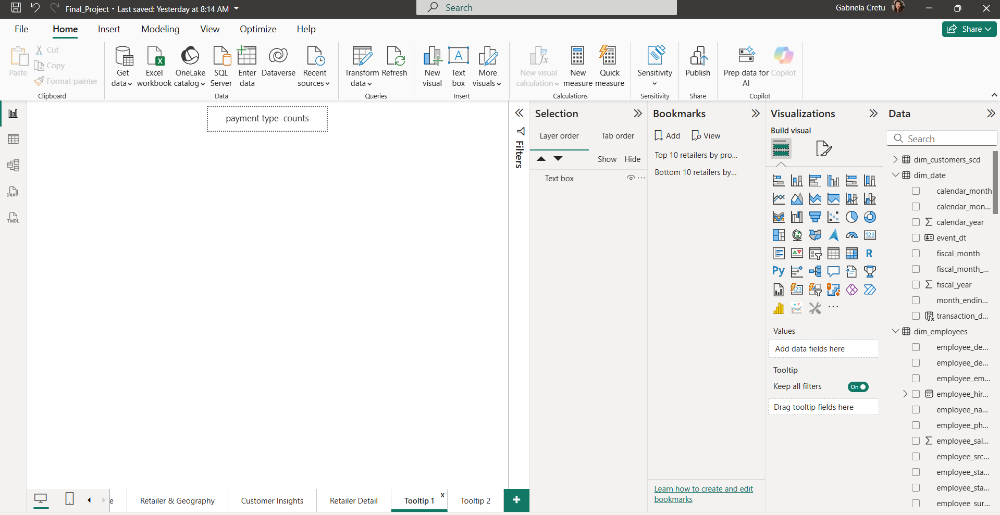 Final_Project • Last saved: Yesterday at 8:14 AM
Search
Gabriela Cretu
File Home Insert Modeling View Optimize Help
Share
Paste
Cut
Copy
Format painter
Clipboard
Get data
Excel workbook
OneLake catalog
SQL Server
Enter data
Dataverse
Recent sources
Data
Transform data
Refresh
Queries
New visual
Text box
More visuals
Insert
New visual calculation
New measure
Quick measure
Calculations
Sensitivity
Sensitivity
Publish
Share
Prep data for AI
Copilot
Copilot
DAX
TMDL
payment type counts
Filters
Selection
Layer order Tab order
Show Hide
Text box
Bookmarks
Add View
Top 10 retailers by pro...
Bottom 10 retailers by...
Learn how to create and edit
bookmarks
Visualizations
Build visual
123
R
Py
123
Values
Add data fields here
Tooltip
Keep all filters On
Drag tooltip fields here
Data
Search
dim_customers_scd
dim_date
calendar_month
calendar_mon...
calendar_year
event_dt
fiscal_month
fiscal_month_...
fiscal_year
month_endin...
transaction_d...
dim_employees
employee_de...
employee_de...
employee_em...
employee_hir...
employee_na...
employee_ph...
employee_sal...
employee_src...
employee_sta...
employee_sta...
employee_sur...
e
Retailer & Geography
Customer Insights
Retailer Detail
Tooltip 1 x
Tooltip 2
+